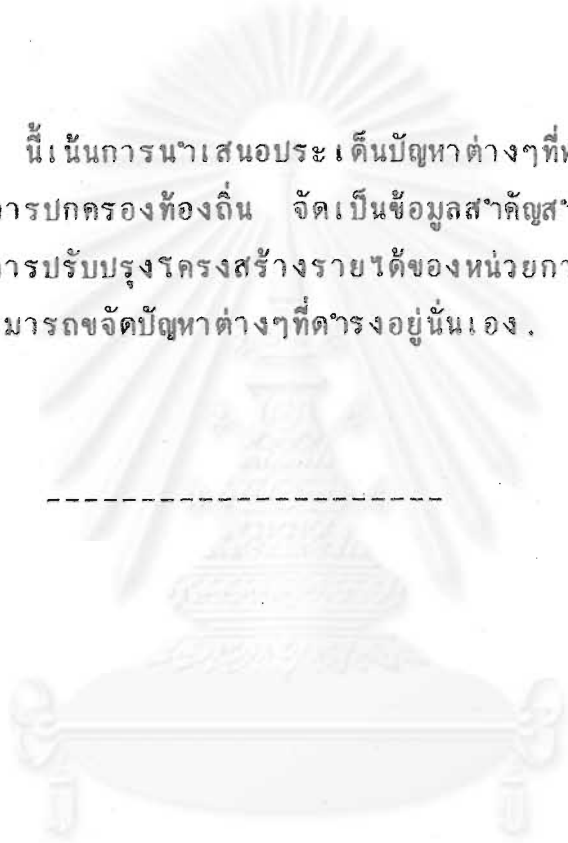 นี้เน้นการนำเสนอประเด็นปัญหาต่างๆที่
การปกครองท้องถิ่น จัดเป็นข้อมูลสำคัญ
การปรับปรุงโครงสร้างรายได้ของหน่วย
มารถขจัดปัญหาต่างๆที่ดำรงอยู่นั่นเอง.